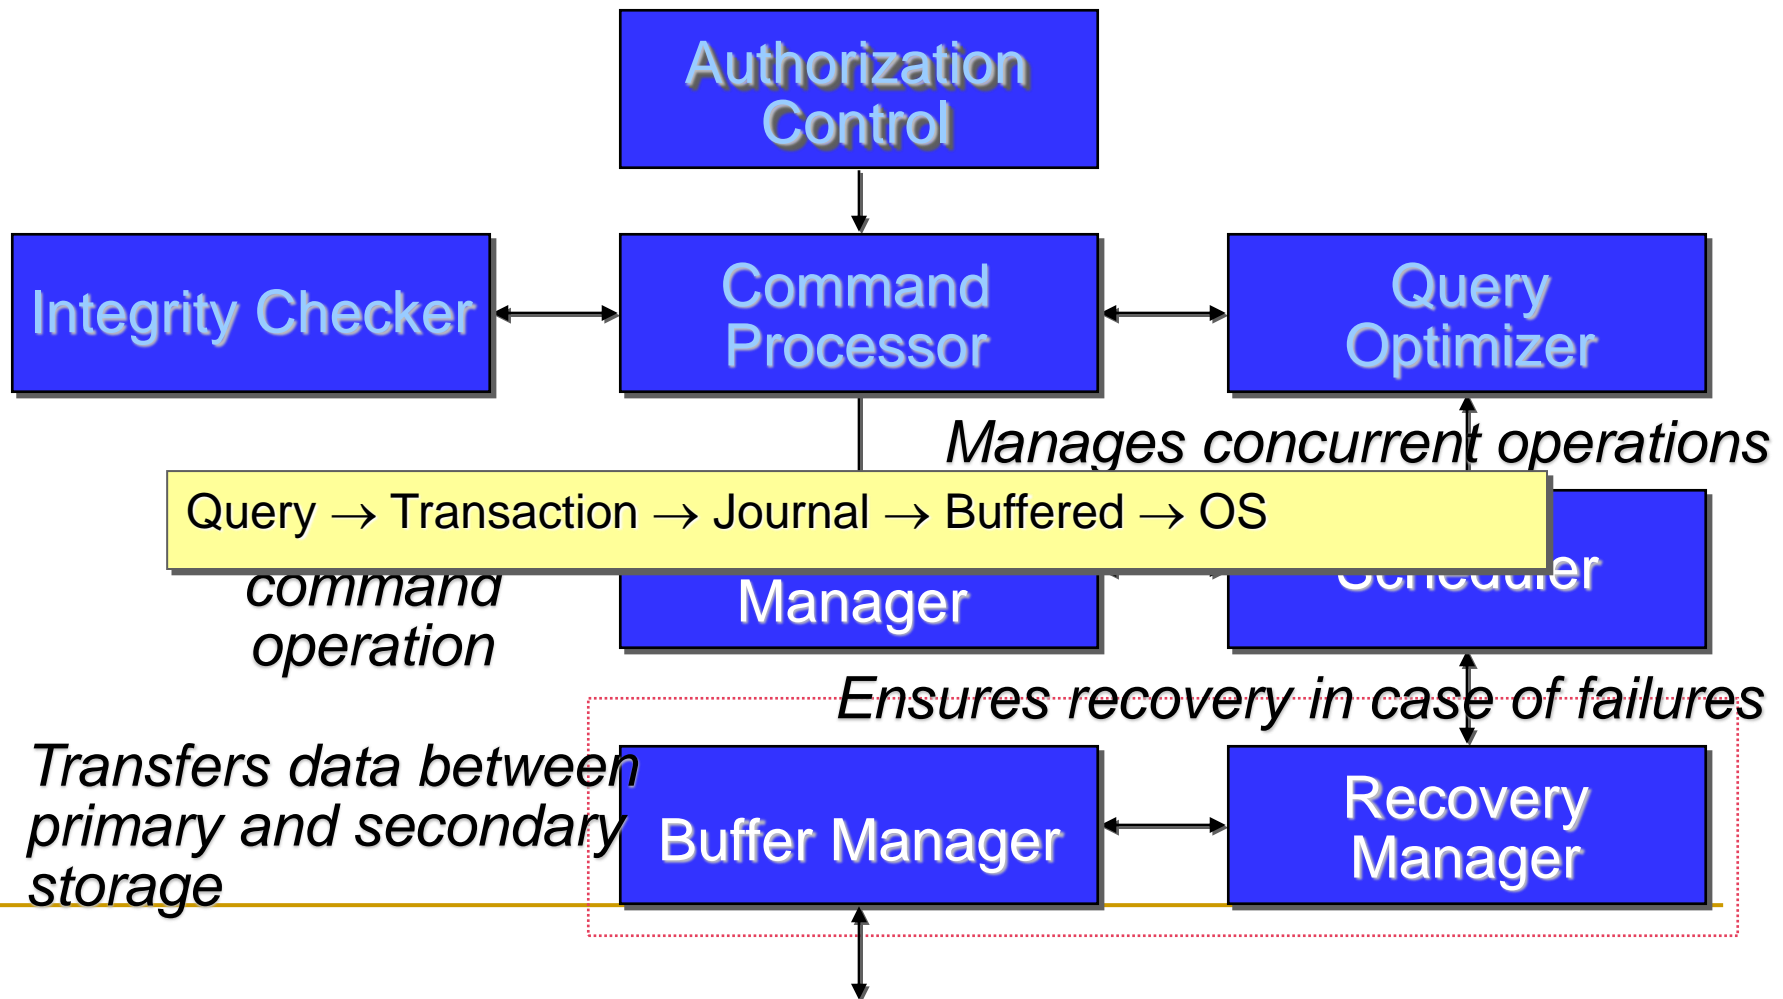 Authorization
Control
Integrity Checker
Command
Processor
Query
Optimizer
Manages concurrent operations
Query → Transaction → Journal → Buffered → OS
command
operation
Manager
Scheduler
Ensures recovery in case of failures
Transfers data between
primary and secondary
storage
Buffer Manager
Recovery
Manager